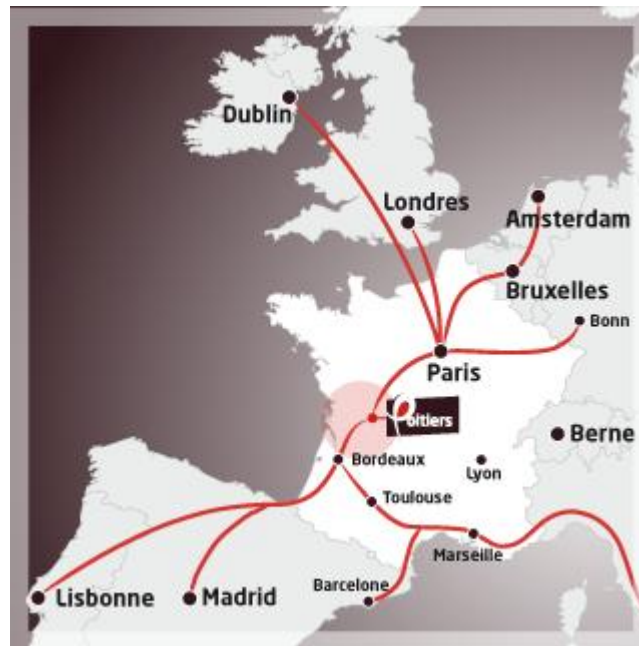 Dublin
Londres
Amsterdam
Bruxelles
Bonn
Paris
Poitiers
Berne
Bordeaux
Lyon
Toulouse
Marseille
Barcelone
Lisbonne
Madrid